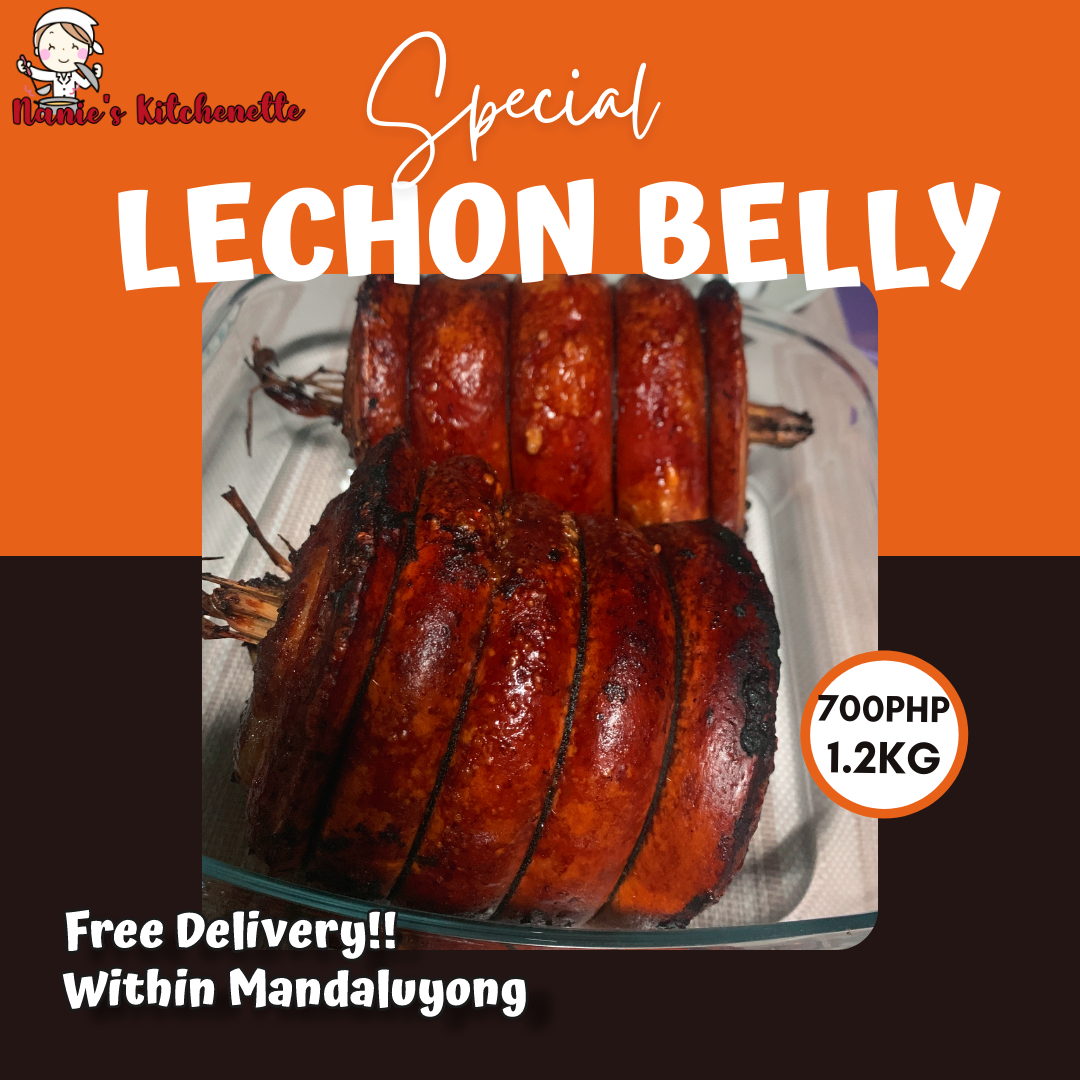 Nanie's Kitchenette
Special
LECHON BELLY
700PHP
1.2KG
Free Delivery!!
Within Mandaluyong